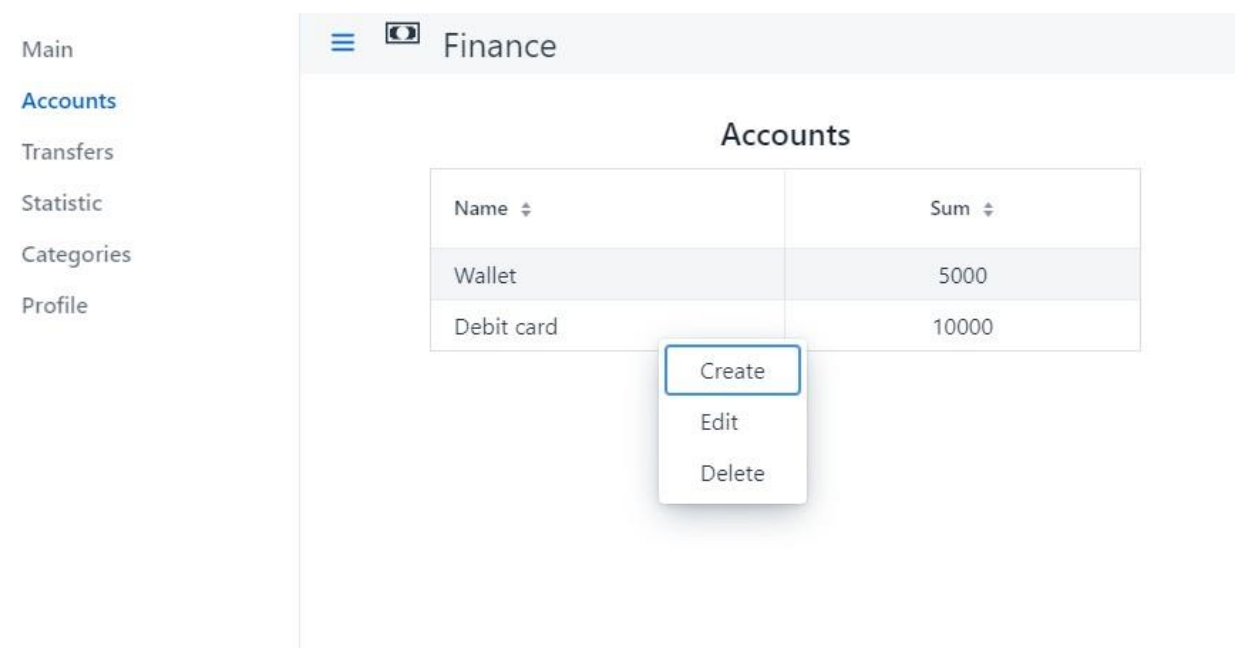 Main
Accounts
Transfers
Statistic
Categories
Profile
Finance
Accounts
Name Sum
Wallet 5000
Debit card 10000
Create
Edit
Delete